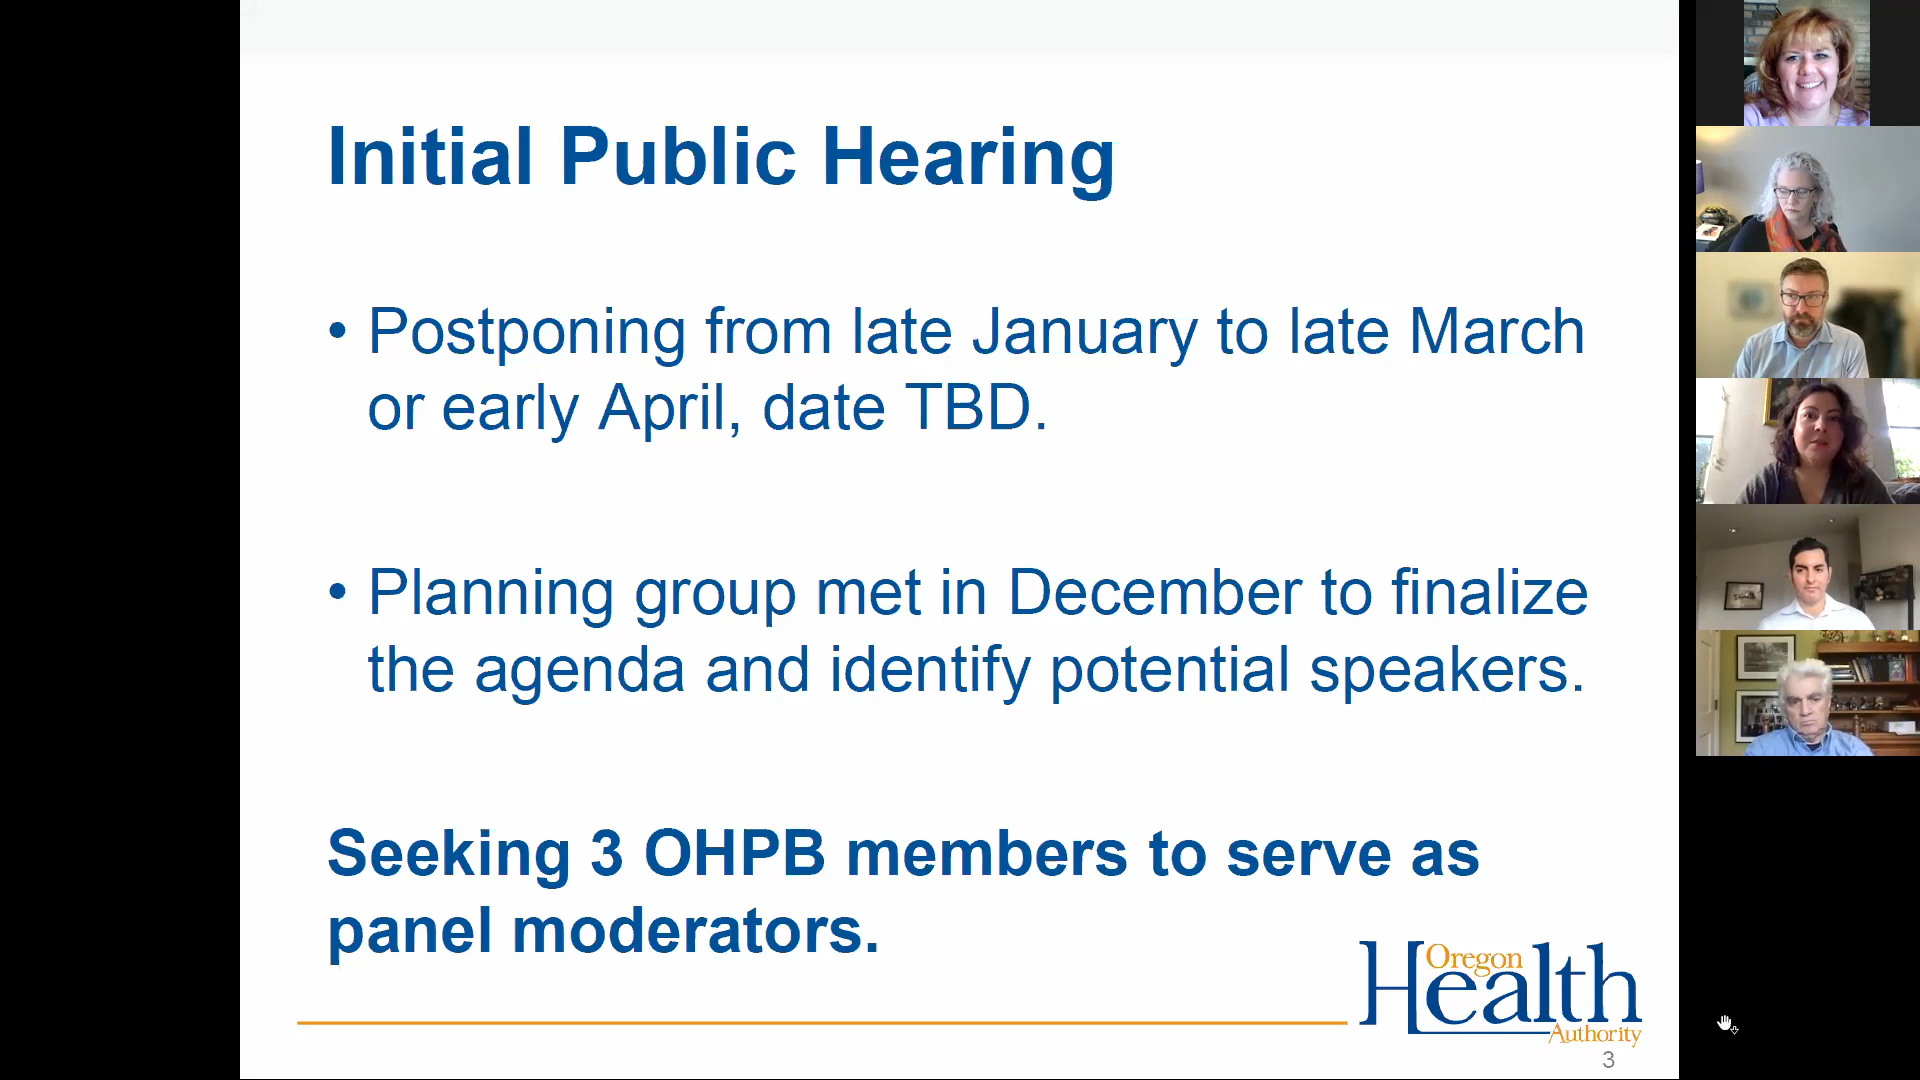 Initial Public Hearing
• Postponing from late January to late March
or early April, date TBD.
• Planning group met in December to finalize
the agenda and identify potential speakers.
Seeking 3 OHPB members to serve as
panel moderators.
Oregon
Health
Authority
3